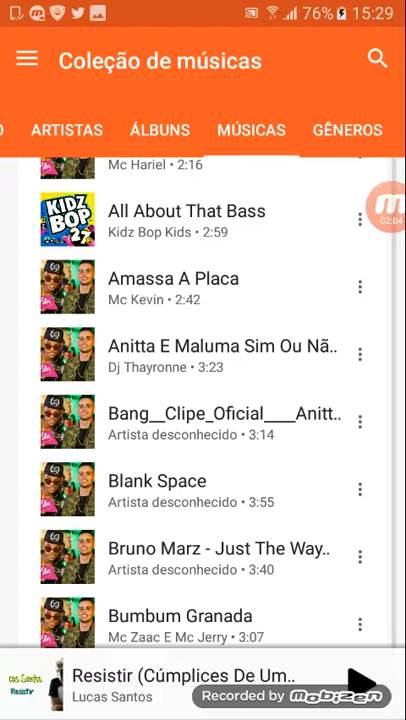 76% 15:29
Coleção de músicas
O ARTISTAS ÁLBUNS MÚSICAS GÊNEROS
Mc Hariel • 2:16
KIDZ BOP 27
All About That Bass
Kidz Bop Kids • 2:59
02:04
Amassa A Placa
Mc Kevin • 2:42
Anitta E Maluma Sim Ou Nã..
Dj Thayronne • 3:23
Bang__Clipe_Oficial____Anitt..
Artista desconhecido • 3:14
Blank Space
Artista desconhecido • 3:55
Bruno Marz - Just The Way..
Artista desconhecido • 3:40
Bumbum Granada
Mc Zaac E Mc Jerry • 3:07
cas Santos
Resistir
Resistir (Cúmplices De Um..
Lucas Santos
Recorded by Mobizen